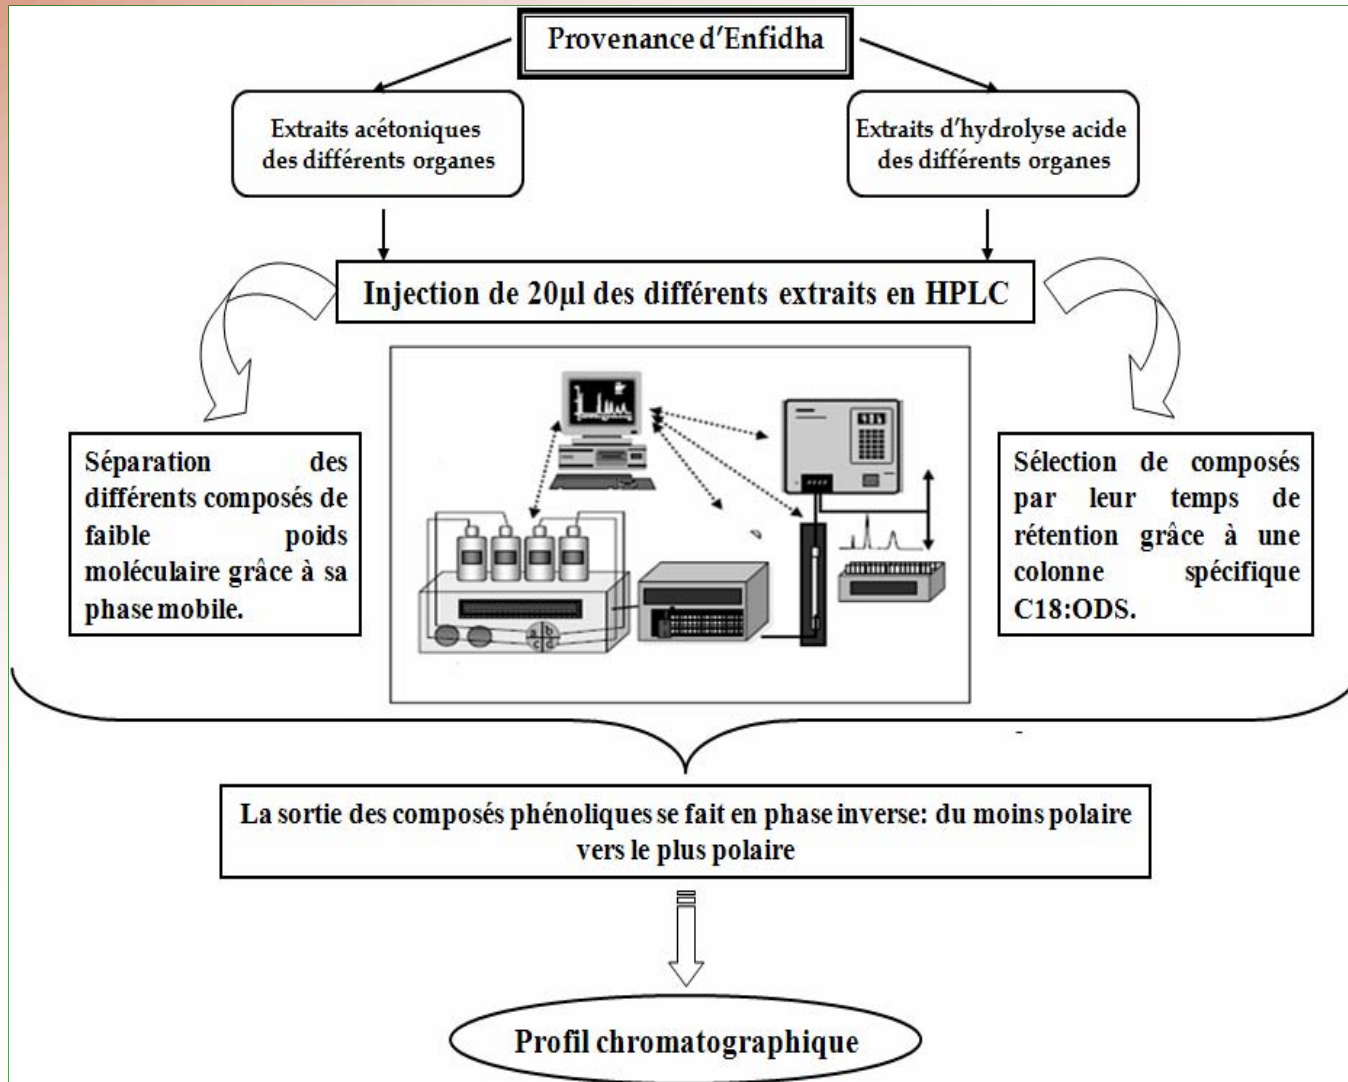 Provenance d'Enfidha
Extraits acétoniques
des différents organes
Extraits d'hydrolyse acide
des différents organes
Injection de 20µl des différents extraits en HPLC
Séparation des
différents composés de
faible poids
moléculaire grâce à sa
phase mobile.
a b
c d
Sélection de composés
par leur temps de
rétention grâce à une
colonne spécifique
C18:ODS.
La sortie des composés phénoliques se fait en phase inverse: du moins polaire
vers le plus polaire
Profil chromatographique